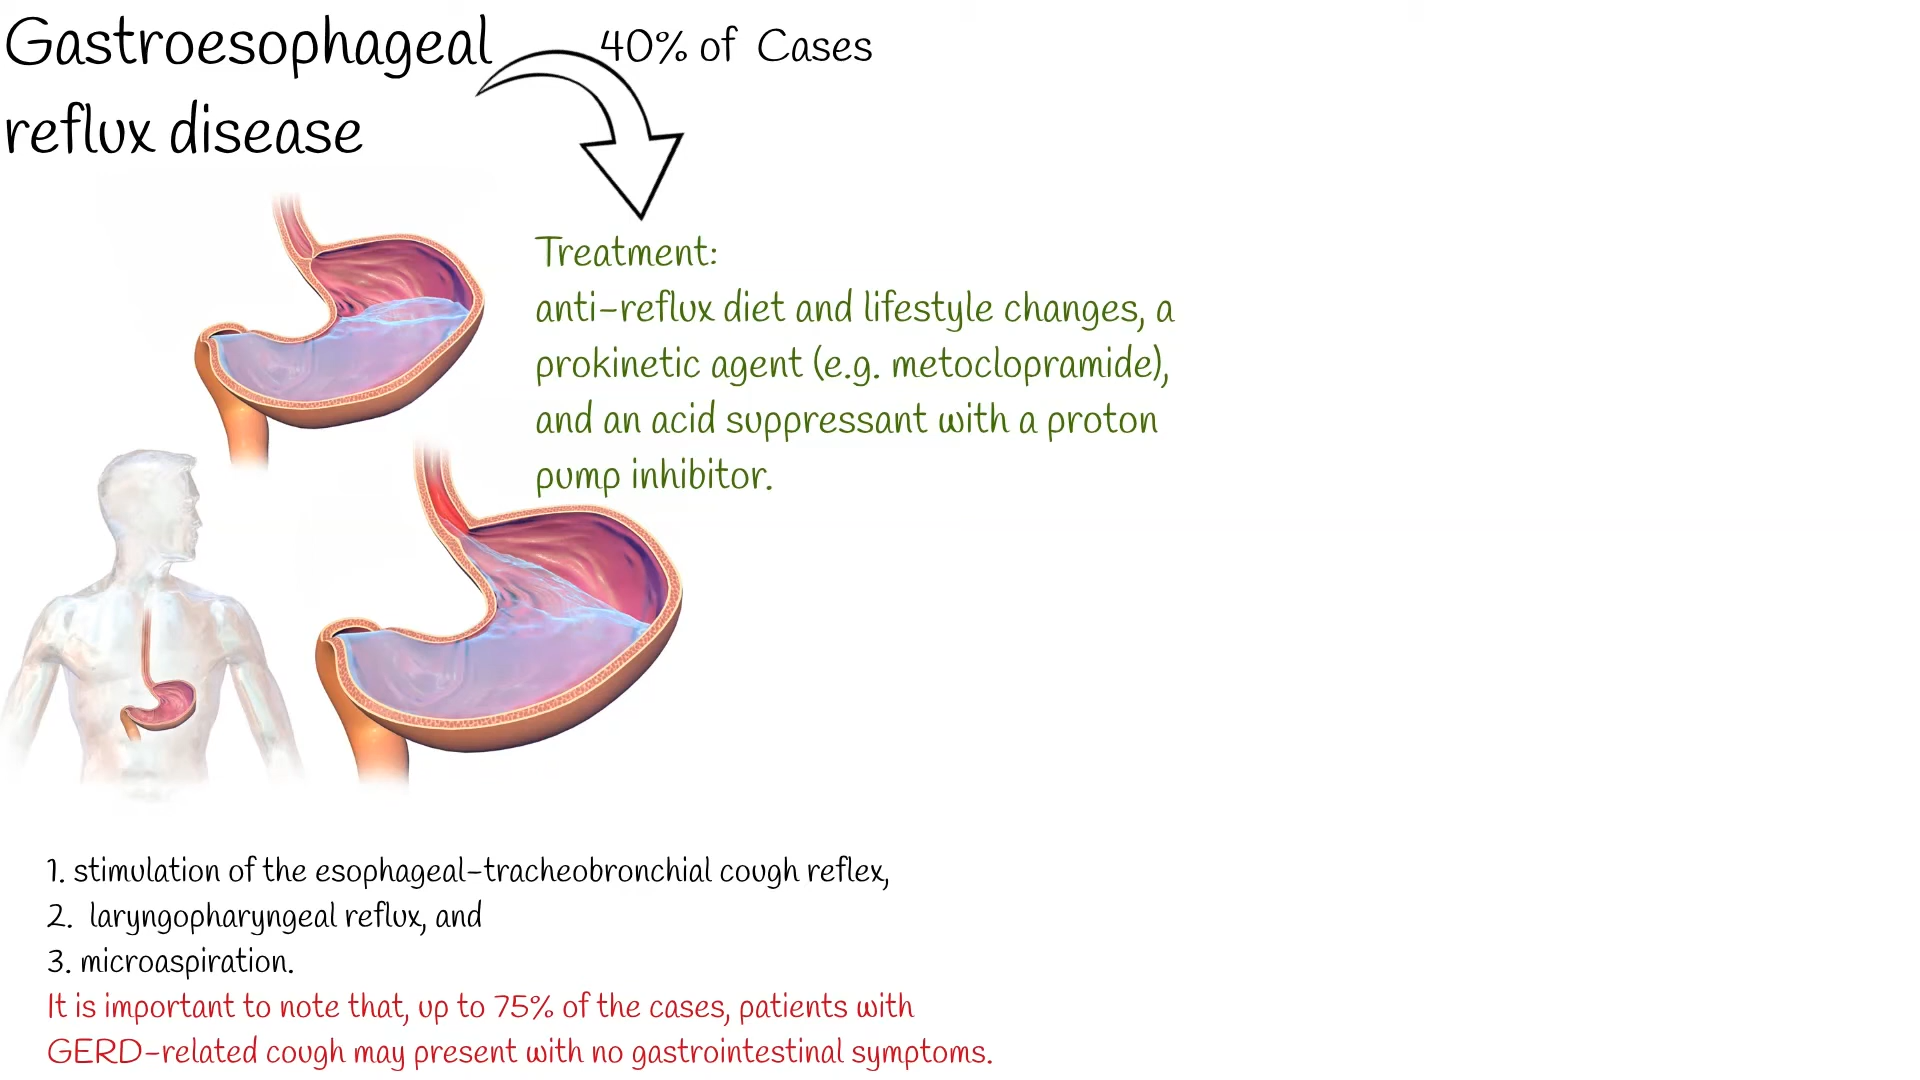 Gastroesophageal
reflux disease
40% of Cases
Treatment:
anti-reflux diet and lifestyle changes, a
prokinetic agent (e.g. metoclopramide),
and an acid suppressant with a proton
pump inhibitor.
1. stimulation of the esophageal-tracheobronchial cough reflex,
2. laryngopharyngeal reflux, and
3. microaspiration.
It is important to note that, up to 75% of the cases, patients with
GERD-related cough may present with no gastrointestinal symptoms.